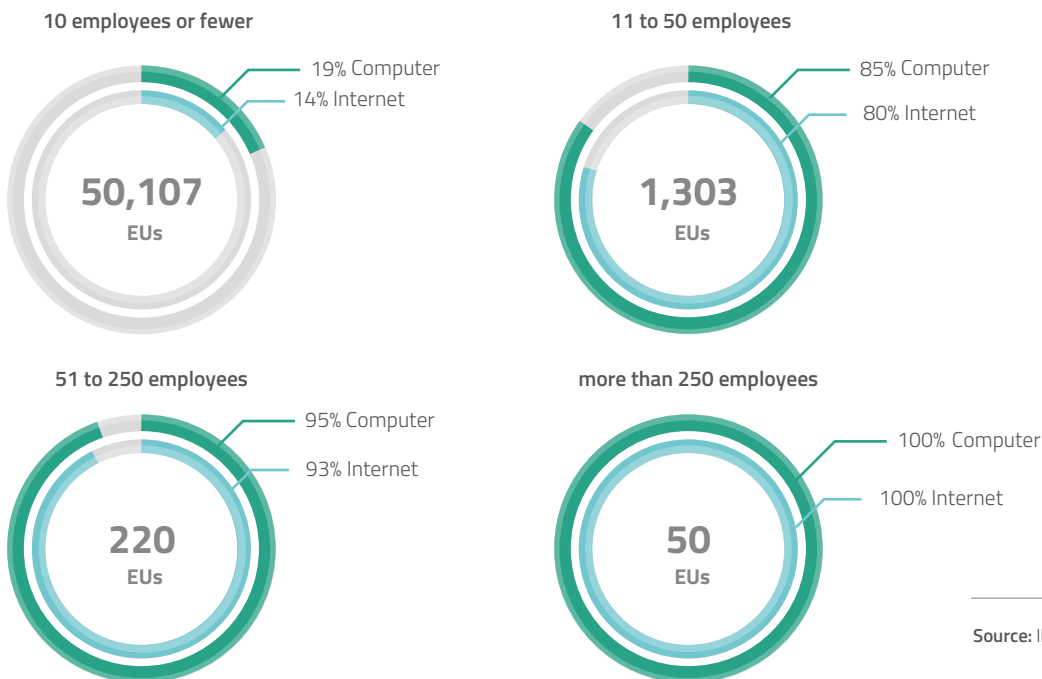 10 employees or fewer
19% Computer
14% Internet
50,107
EUs
11 to 50 employees
85% Computer
80% Internet
1,303
EUs
51 to 250 employees
95% Computer
93% Internet
220
EUs
more than 250 employees
100% Computer
100% Internet
50
EUs
Source: